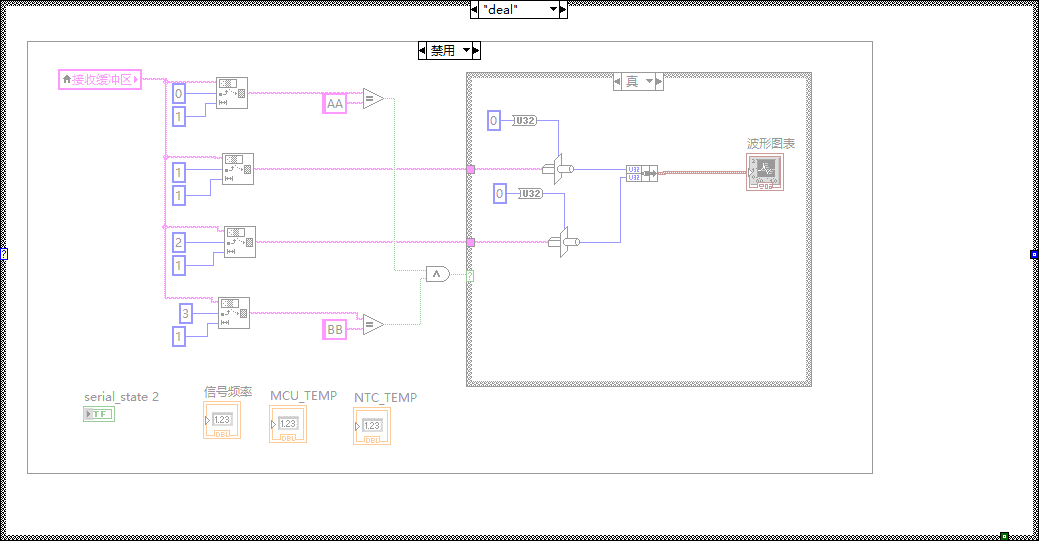 "deal"
禁用
接收缓冲区
0
1
AA
=
真
0
U32
波形图表
1
1
U32
U32
0
U32
2
1
∧
?
?
3
1
BB
=
serial_state 2
TF
信号频率
1.23
DBL
MCU_TEMP
1.23
DBL
NTC_TEMP
1.23
DBL